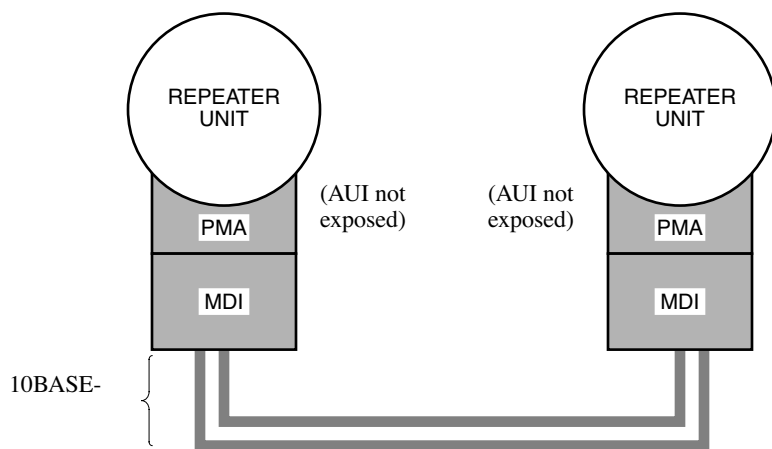 REPEATER
UNIT
REPEATER
UNIT
(AUI not
exposed)
(AUI not
exposed)
PMA
PMA
MDI
MDI
10BASE-